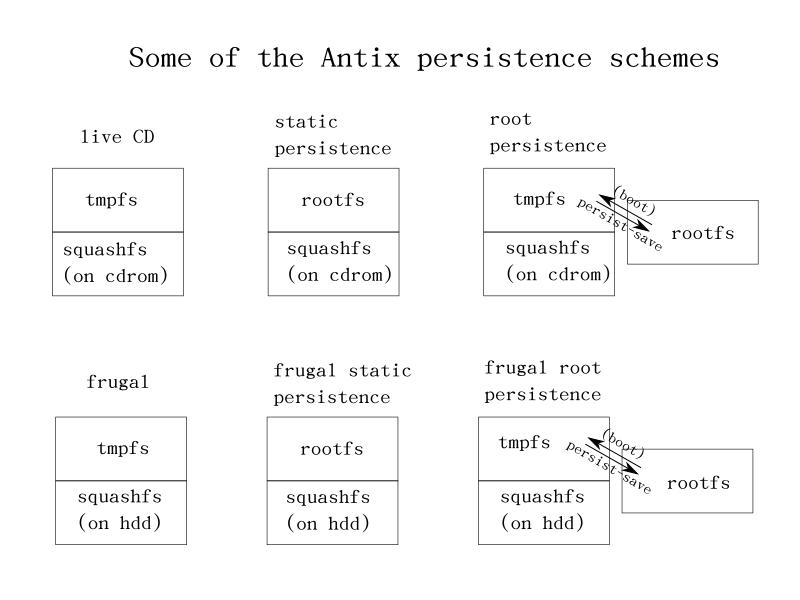 Some of the Antix persistence schemes
live CD
tmpfs
squashfs
(on cdrom)
static
persistence
rootfs
squashfs
(on cdrom)
root
persistence
tmpfs
(boot)
persist-save
rootfs
squashfs
(on cdrom)
frugal
tmpfs
squashfs
(on hdd)
frugal static
persistence
rootfs
squashfs
(on hdd)
frugal root
persistence
tmpfs
(boot)
persist-save
rootfs
squashfs
(on hdd)